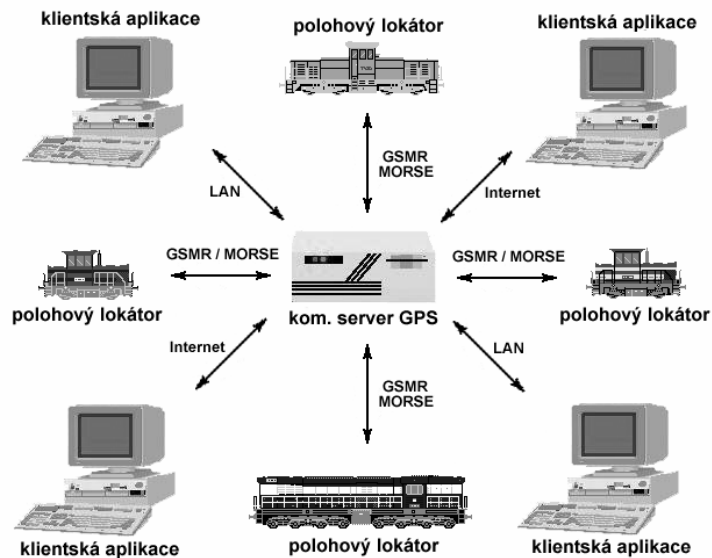 klientská aplikace
polohový lokátor
klientská aplikace
GSMR
MORSE
LAN
Internet
GSMR / MORSE
GSMR / MORSE
polohový lokátor
kom. server GPS
polohový lokátor
Internet
LAN
GSMR
MORSE
klientská aplikace
polohový lokátor
klientská aplikace